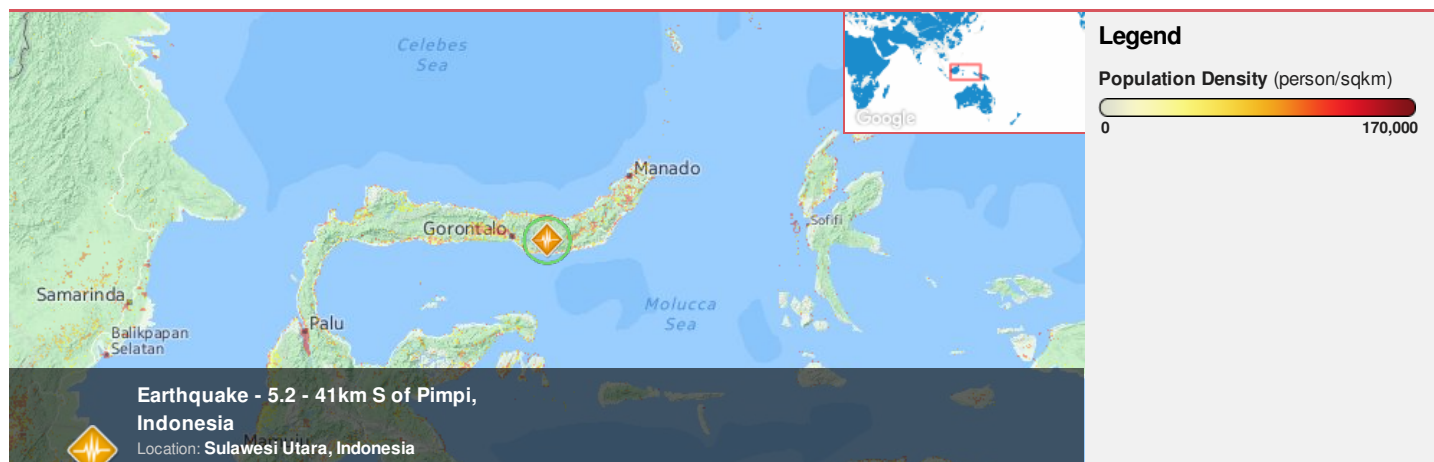 Celebes
Sea
Google
Manado
Gorontalo
Sofifi
Samarinda
Molucca
Sea
Palu
Balikpapan
Selatan
Mamuju
Earthquake - 5.2 - 41km S of Pimpi,
Indonesia
Location: Sulawesi Utara, Indonesia
Legend
Population Density (person/sqkm)
0 170,000